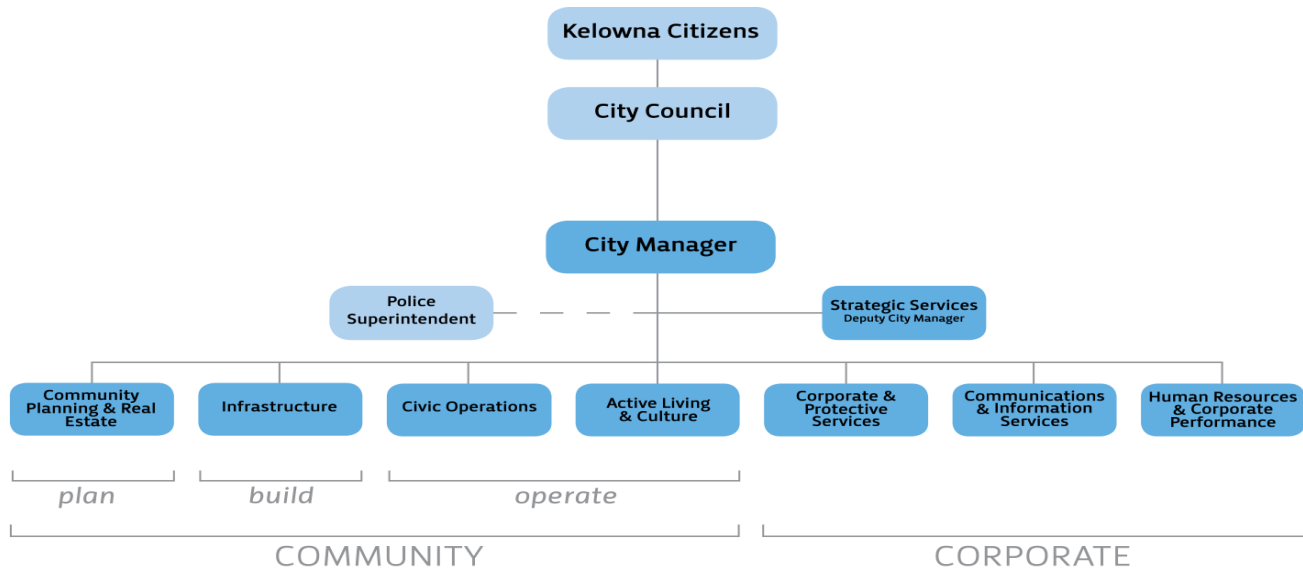 Kelowna Citizens
City Council
City Manager
Police
Superintendent
Strategic Services
Deputy City Manager
Community
Planning & Real
Estate
Infrastructure
Civic Operations
Active Living
& Culture
Corporate &
Protective
Services
Communications
& Information
Services
Human Resources
& Corporate
Performance
plan
build
operate
COMMUNITY
CORPORATE